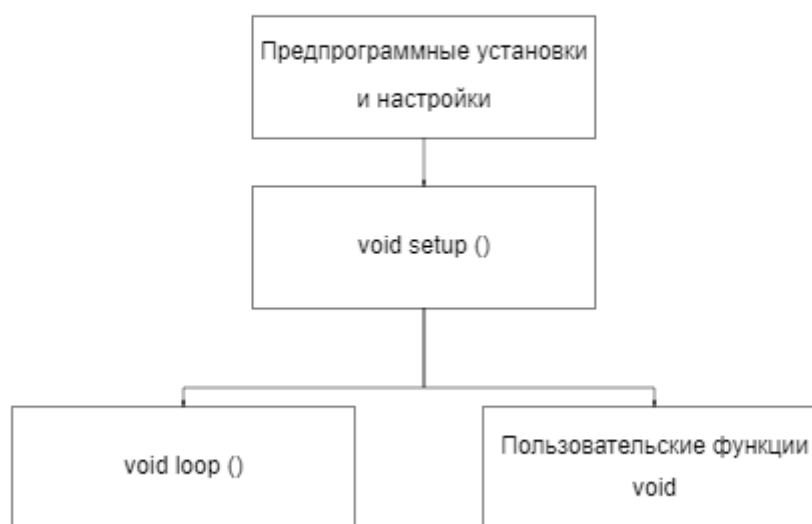 Предпрограммные установки
и настройки
void setup ()
void loop ()
Пользовательские функции
void